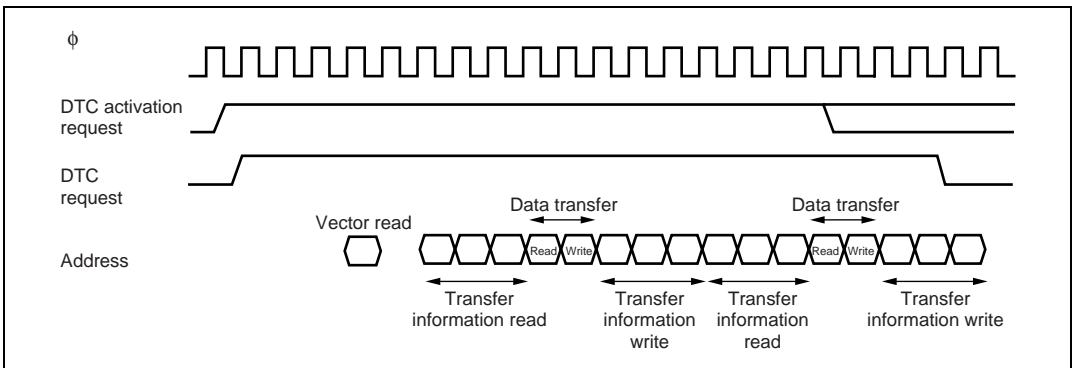 ϕ
DTC activation
request
DTC
request
Data transfer
Data transfer
Vector read
Address
Read
Write
Read
Write
Transfer
information read
Transfer
information
write
Transfer
information
read
Transfer
information write